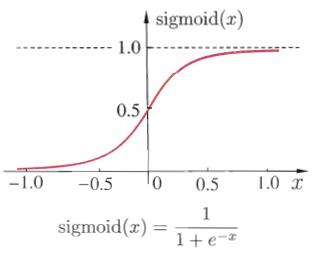 sigmoid(x)
1.0
0.5
−1.0 −0.5 0 0.5 1.0 x
sigmoid(x) = 1 / (1 + e^{−x})